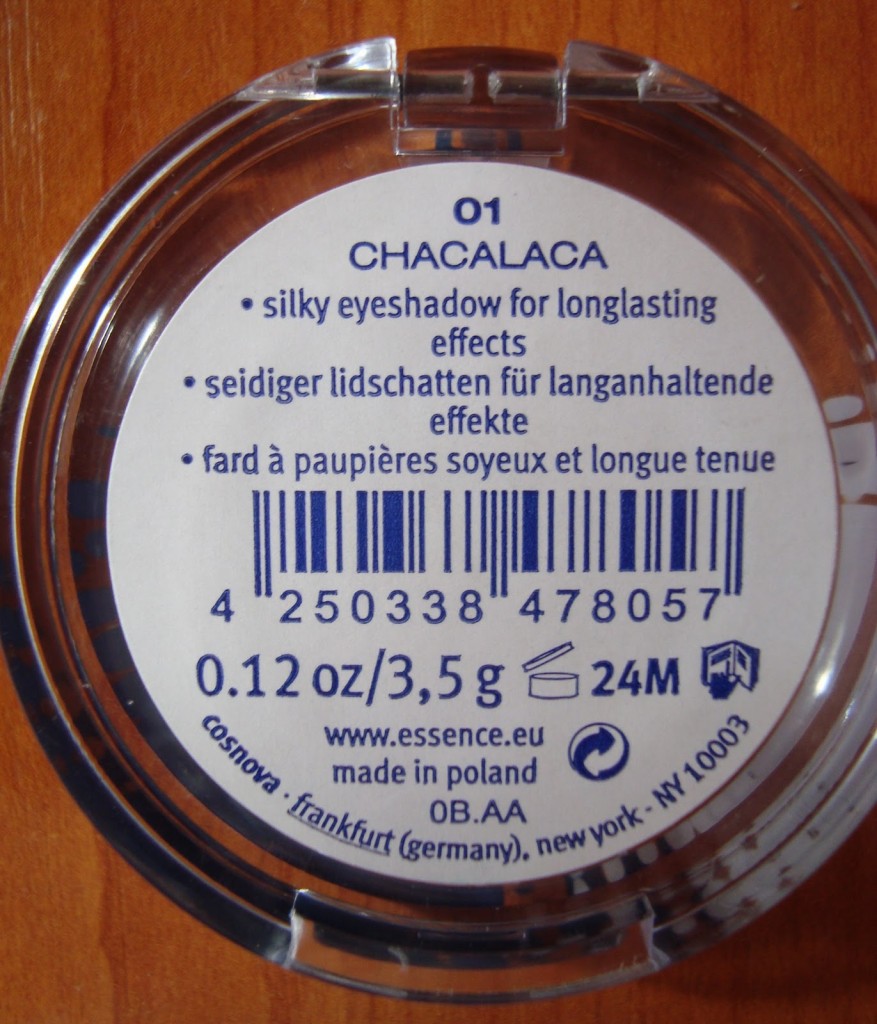 01
CHACALACA
• silky eyeshadow for longlasting
effects
• seidiger lidschatten für langanhaltende
effekte
• fard à paupières soyeux et longue tenue
4 250338 478057
0.12 oz/3,5 g 24M
www.essence.eu
made in poland
0B.AA
cosnova · frankfurt (germany), new york - NY 10003